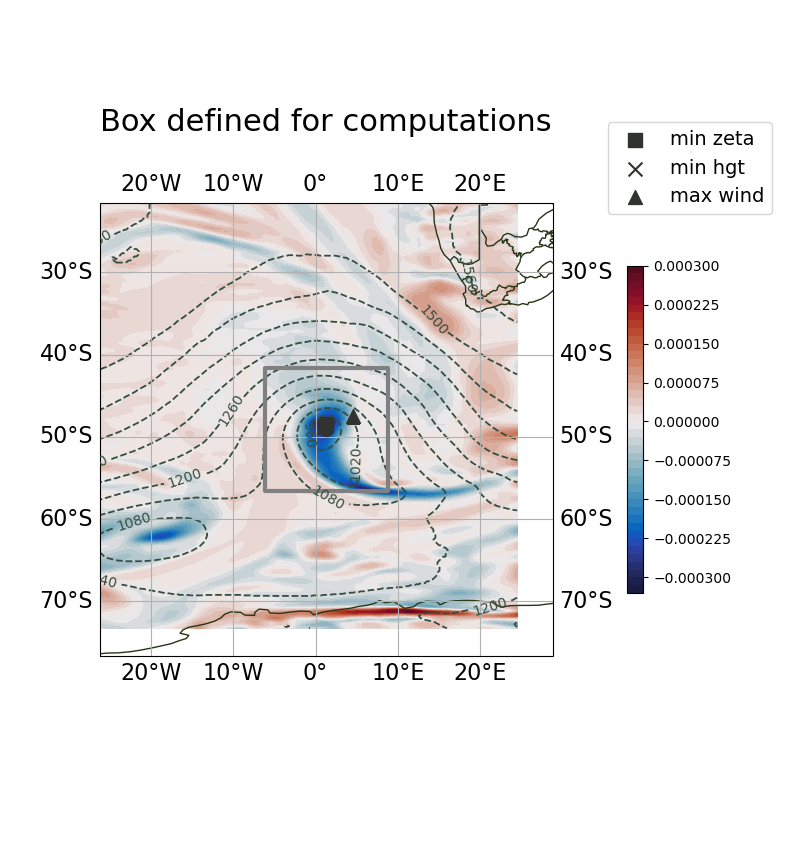 Box defined for computations
min zeta
min hgt
max wind
20°W 10°W 0° 10°E 20°E
30°S 30°S
40°S 40°S
50°S 50°S
60°S 60°S
70°S 70°S
20°W 10°W 0° 10°E 20°E
1560
1500
1260
1020
1200
1080
1080
1200
0.000300
0.000225
0.000150
0.000075
0.000000
−0.000075
−0.000150
−0.000225
−0.000300